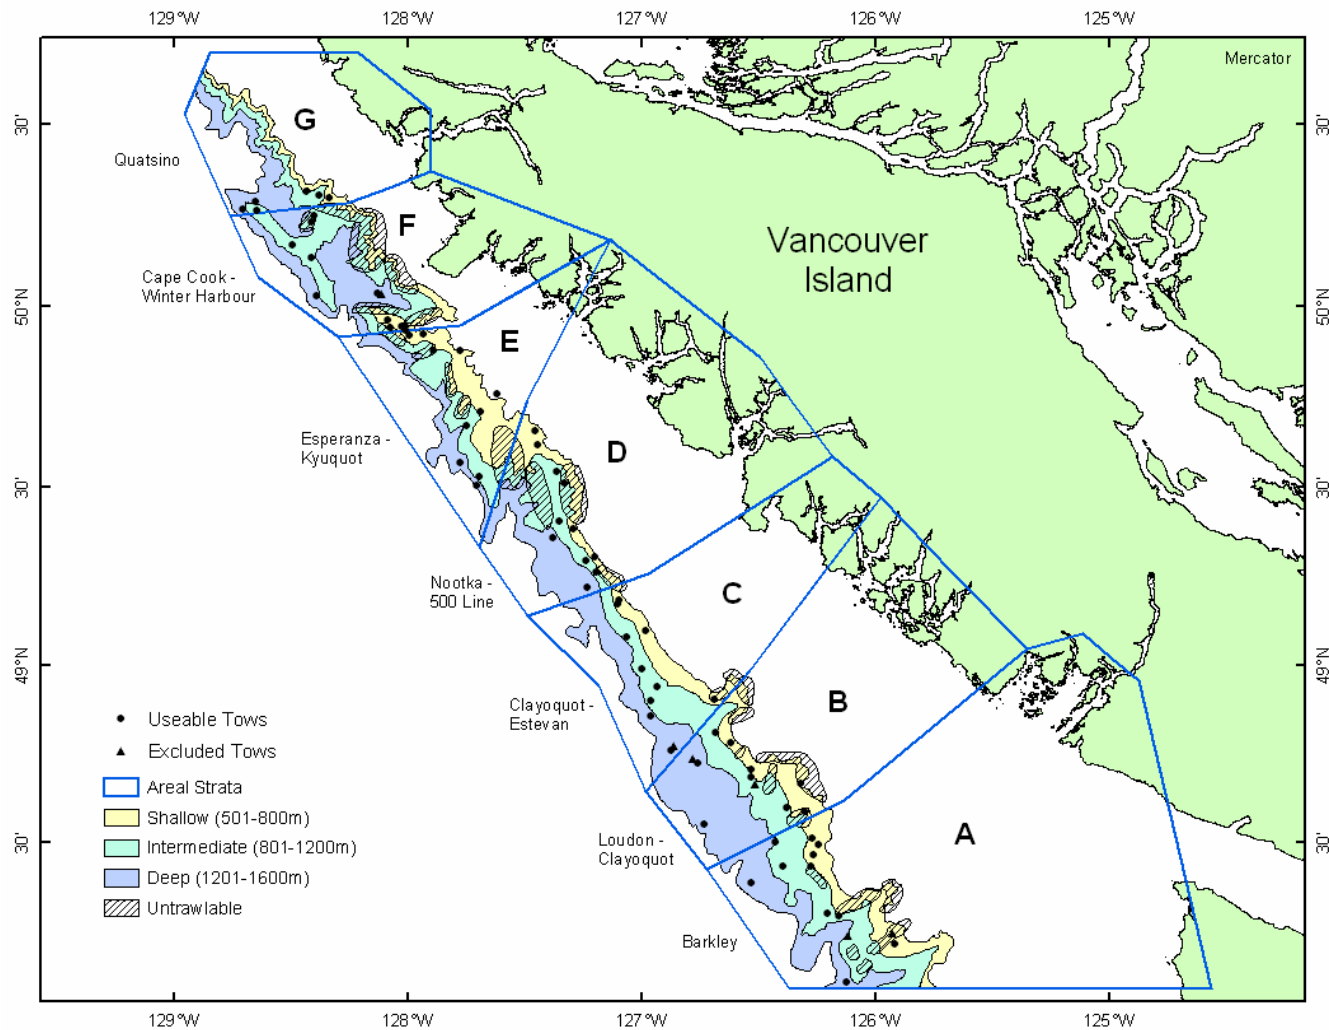 129°W 128°W 127°W 126°W 125°W
Mercator
30' 30'
G
Quatsino
F
Vancouver
Island
Cape Cook -
Winter Harbour
50°N 50°N
E
Esperanza -
Kyuquot
D
30' 30'
Nootka -
500 Line
C
49°N 49°N
Clayoquot -
Estevan
B
Useable Tows
Excluded Tows
Areal Strata
Shallow (501-800m)
Intermediate (801-1200m)
Deep (1201-1600m)
Untrawlable
30' 30'
Loudon -
Clayoquot
A
Barkley
129°W 128°W 127°W 126°W 125°W